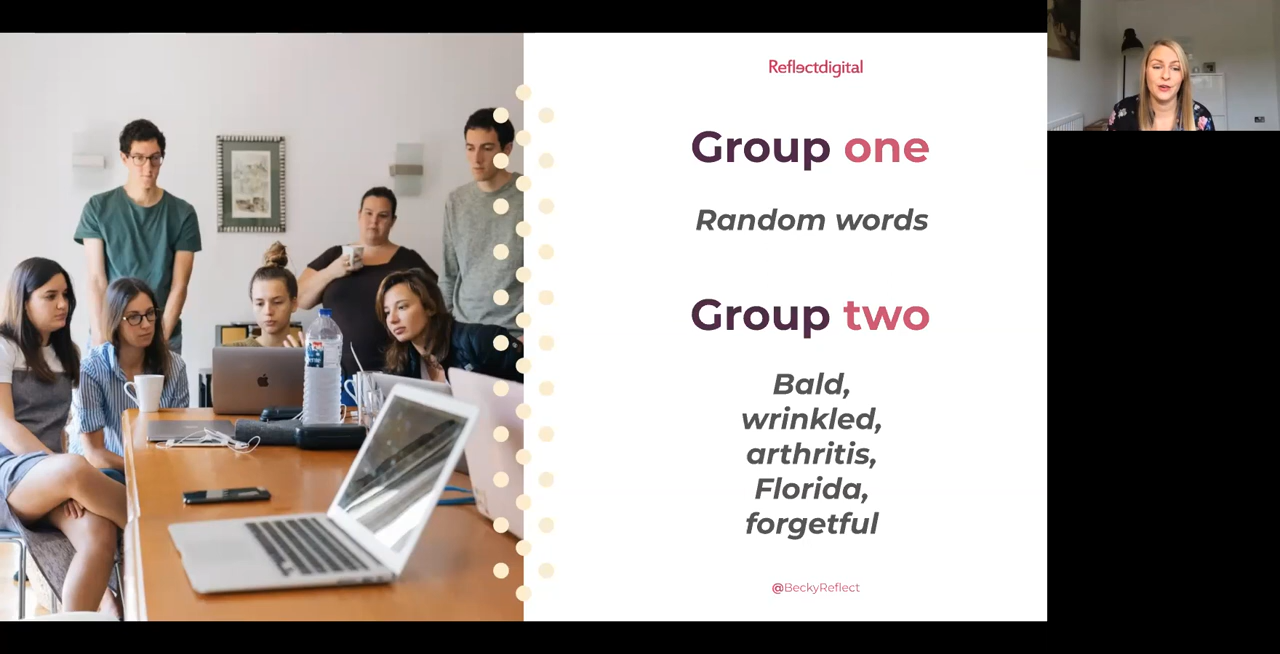 Reflectdigital
Group one
Random words
Group two
Bald,
wrinkled,
arthritis,
Florida,
forgetful
@BeckyReflect